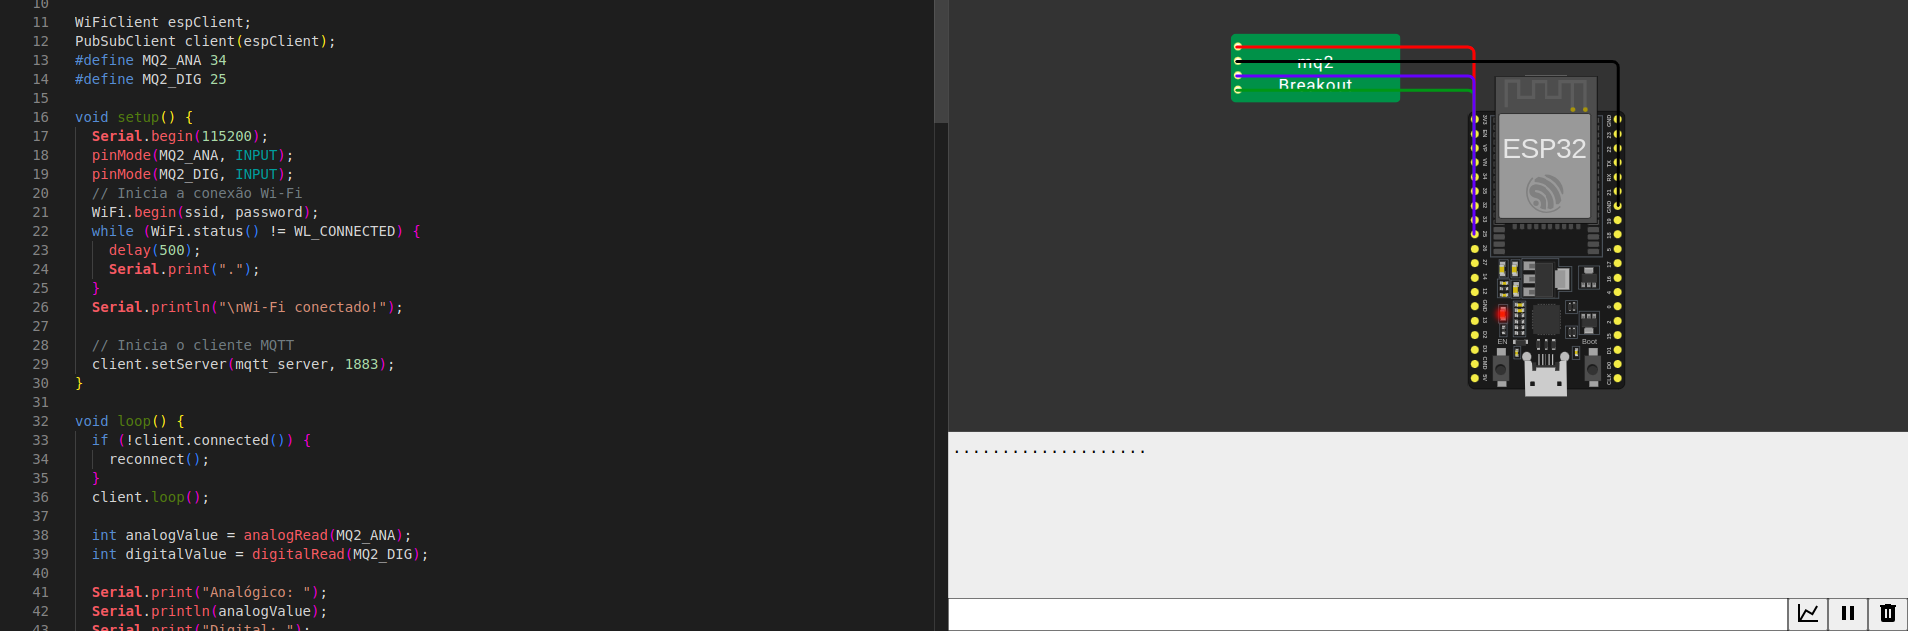 10
11 WiFiClient espClient;
12 PubSubClient client(espClient);
13 #define MQ2_ANA 34
14 #define MQ2_DIG 25
15
16 void setup() {
17 Serial.begin(115200);
18 pinMode(MQ2_ANA, INPUT);
19 pinMode(MQ2_DIG, INPUT);
20 // Inicia a conexão Wi-Fi
21 WiFi.begin(ssid, password);
22 while (WiFi.status() != WL_CONNECTED) {
23 delay(500);
24 Serial.print(".");
25 }
26 Serial.println("\nWi-Fi conectado!");
27
28 // Inicia o cliente MQTT
29 client.setServer(mqtt_server, 1883);
30 }
31
32 void loop() {
33 if (!client.connected()) {
34 reconnect();
35 }
36 client.loop();
37
38 int analogValue = analogRead(MQ2_ANA);
39 int digitalValue = digitalRead(MQ2_DIG);
40
41 Serial.print("Analógico: ");
42 Serial.println(analogValue);
43 Serial.print("Digital: ");
mq2
Breakout
ESP32
EN
Boot
....................